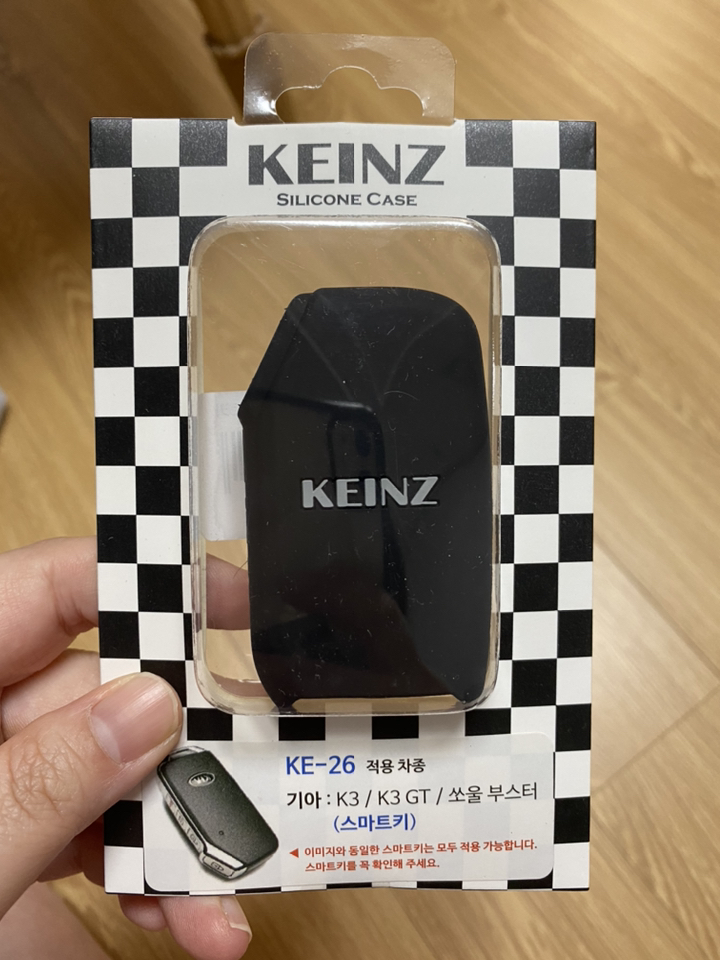 KEINZ
SILICONE CASE
KEINZ
KE-26 적용 차종
기아 : K3 / K3 GT / 쏘울 부스터
(스마트키)
◀ 이미지와 동일한 스마트키는 모두 적용 가능합니다.
스마트키를 꼭 확인해 주세요.